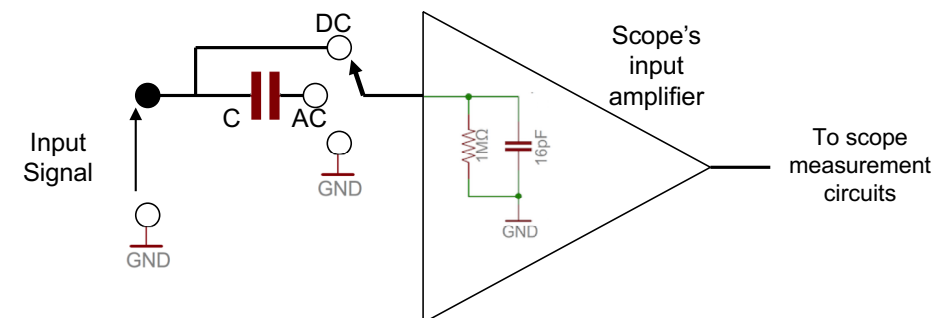 DC
C
AC
Input
Signal
GND
GND
Scope's
input
amplifier
1MΩ
16pF
GND
To scope
measurement
circuits